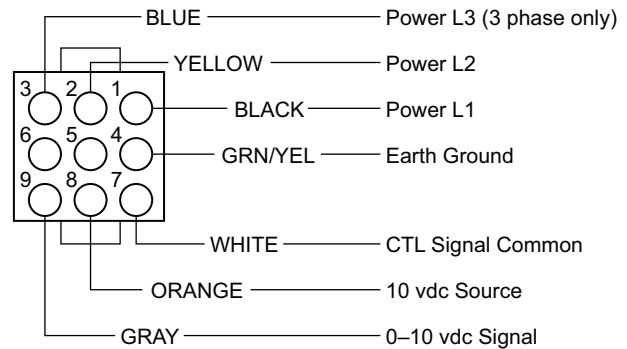 BLUE Power L3 (3 phase only)
YELLOW Power L2
3 2 1
BLACK Power L1
6 5 4
GRN/YEL Earth Ground
9 8 7
WHITE CTL Signal Common
ORANGE 10 vdc Source
GRAY 0–10 vdc Signal